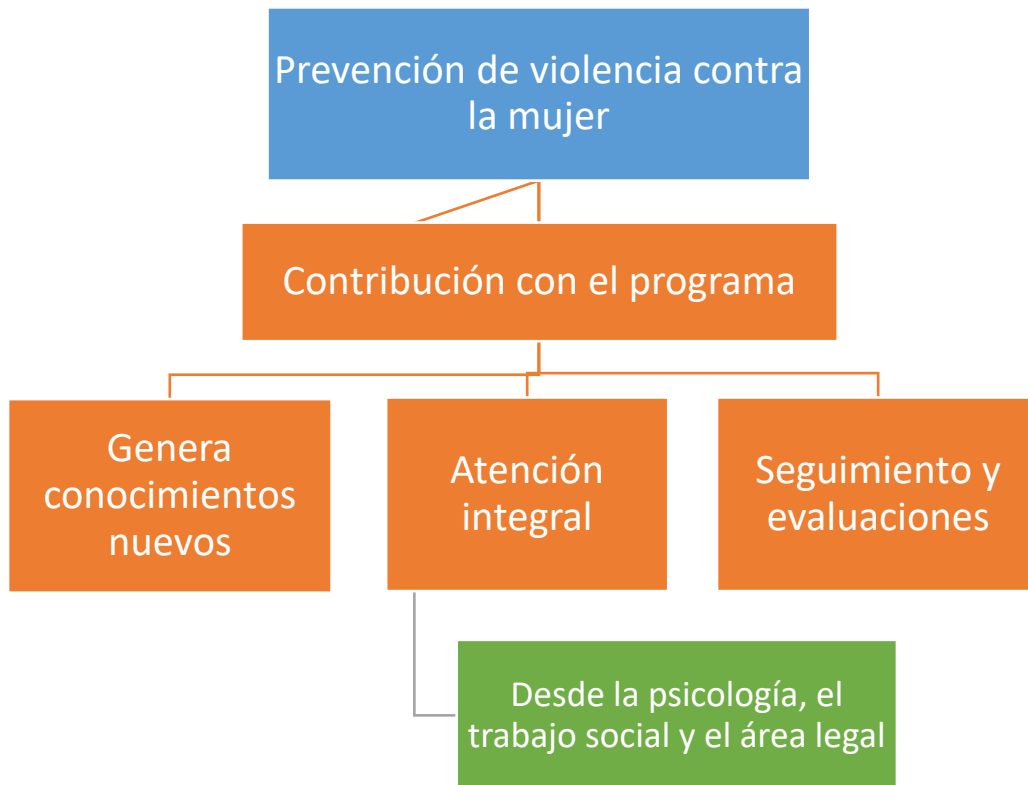 Prevención de violencia contra
la mujer
Contribución con el programa
Genera
conocimientos
nuevos
Atención
integral
Seguimiento y
evaluaciones
Desde la psicología, el
trabajo social y el área legal